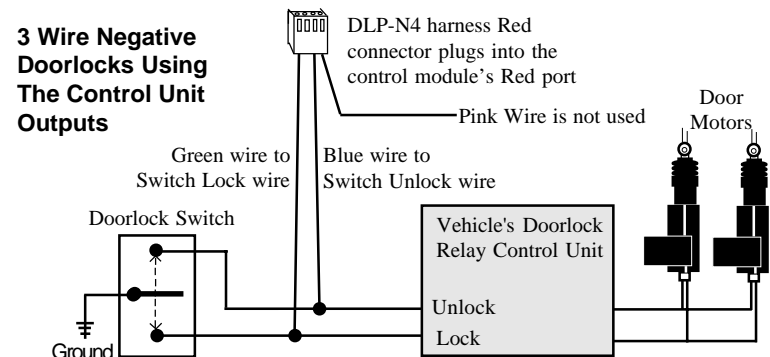 3 Wire Negative
Doorlocks Using
The Control Unit
Outputs
DLP-N4 harness Red
connector plugs into the
control module's Red port
Pink Wire is not used
Door
Motors
Green wire to
Switch Lock wire
Blue wire to
Switch Unlock wire
Doorlock Switch
Vehicle's Doorlock
Relay Control Unit
Unlock
Lock
Ground